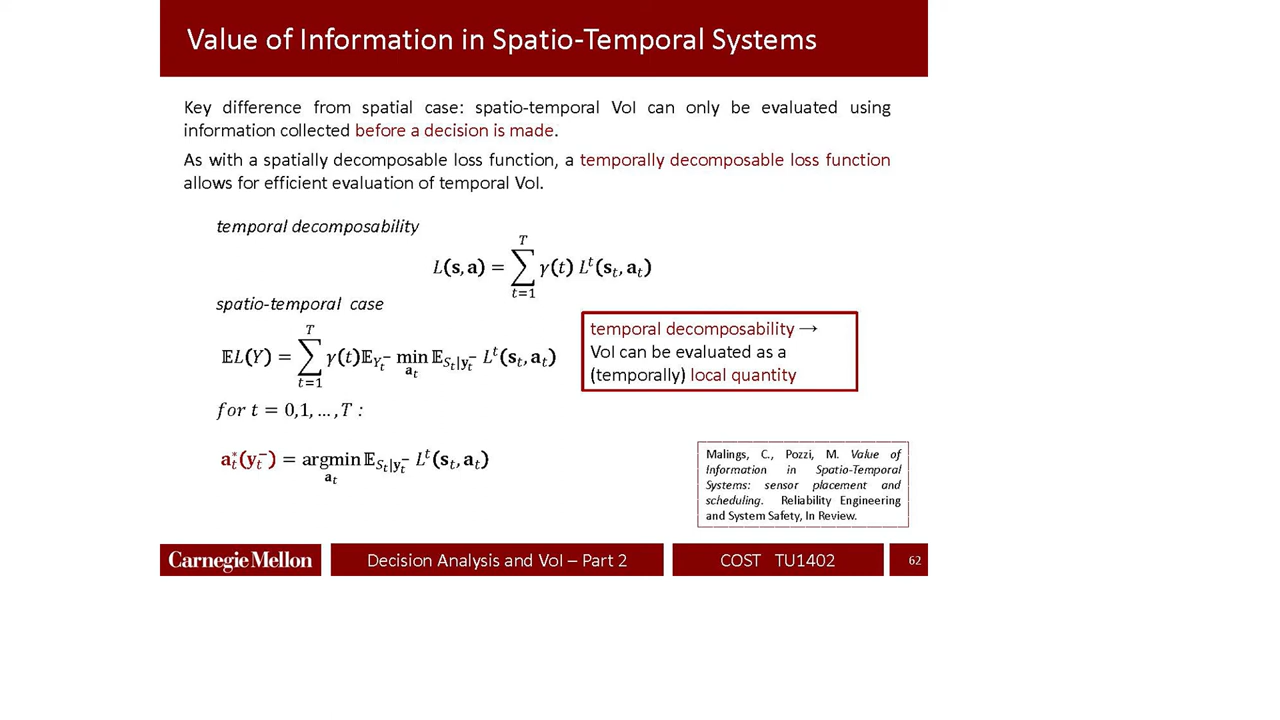 Value of Information in Spatio-Temporal Systems
Key difference from spatial case: spatio-temporal VoI can only be evaluated using
information collected before a decision is made.
As with a spatially decomposable loss function, a temporally decomposable loss function
allows for efficient evaluation of temporal VoI.
temporal decomposability
L(𝐬, 𝐚) = ∑_{t=1}^{T} γ(t) L^t(𝐬_t, 𝐚_t)
spatio-temporal case
𝔼L(Y) = ∑_{t=1}^{T} γ(t)𝔼_{Y_t^−} min_{𝐚_t} 𝔼_{S_t|𝐲_t^−} L^t(𝐬_t, 𝐚_t)
for t = 0,1, … , T :
𝐚_t^*(𝐲_t^−) = argmin_{𝐚_t} 𝔼_{S_t|𝐲_t^−} L^t(𝐬_t, 𝐚_t)
temporal decomposability →
VoI can be evaluated as a
(temporally) local quantity
Malings, C., Pozzi, M. Value of
Information in Spatio-Temporal
Systems: sensor placement and
scheduling. Reliability Engineering
and System Safety, In Review.
Carnegie Mellon
Decision Analysis and VoI – Part 2
COST TU1402
62